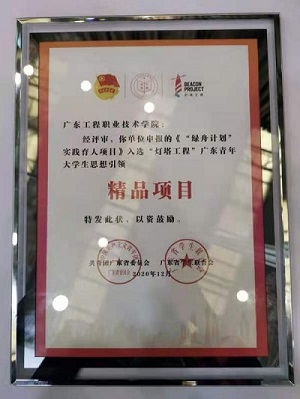 BEACON
PROJECT
广东工程职业技术学院：
经评审，你单位申报的《“绿舟计划”
实践育人项目》入选“灯塔工程”广东青年
大学生思想引领
精品项目
特发此状，以资鼓励。
共青团广东省委员会 广东省学生联合会
2020年12月